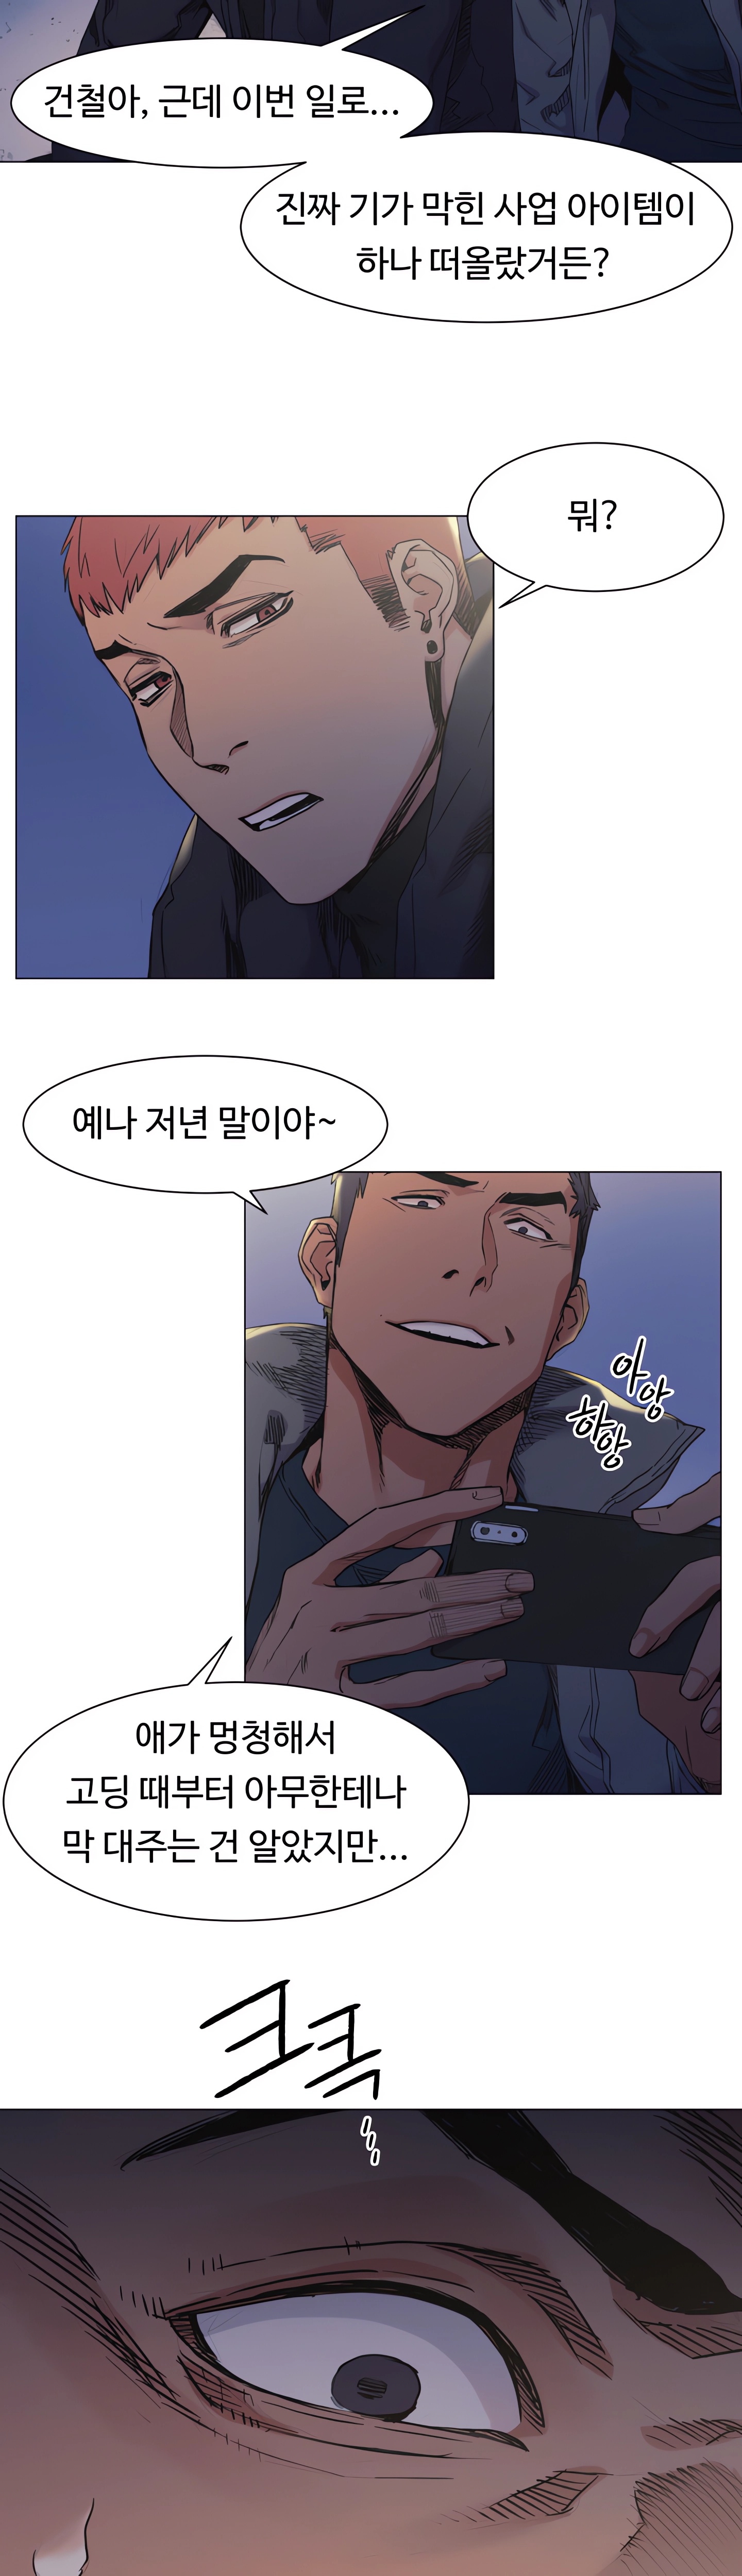 건철아, 근데 이번 일로...
진짜 기가 막힌 사업 아이템이
하나 떠올랐거든?
뭐?
예나 저년 말이야~
아앙
하앙
애가 멍청해서
고딩 때부터 아무한테나
막 대주는 건 알았지만...
크큭